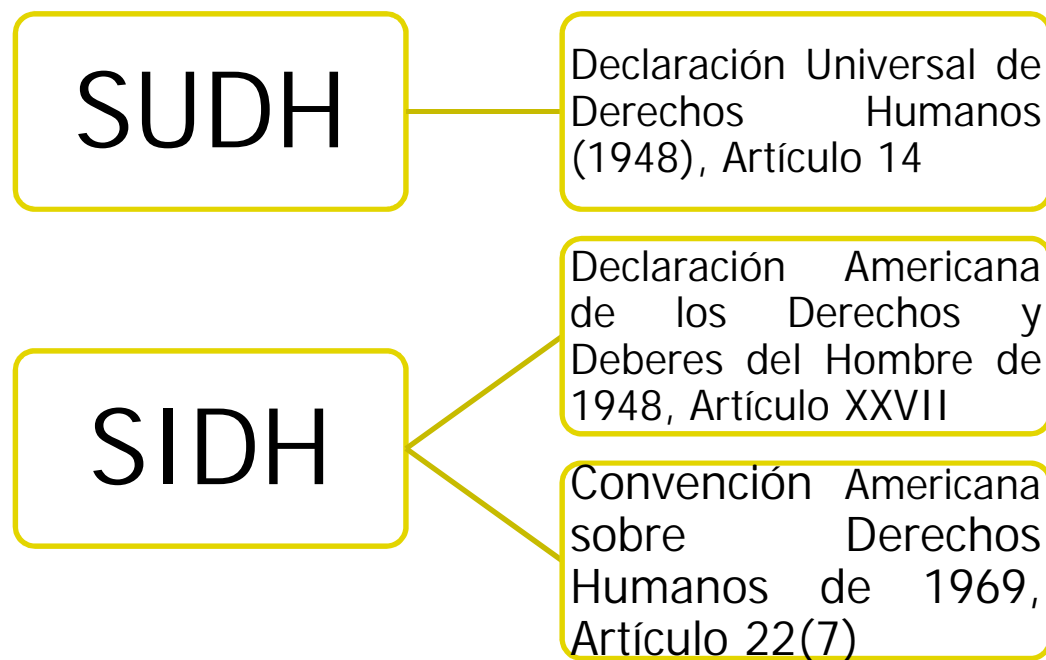 SUDH
Declaración Universal de
Derechos Humanos
(1948), Artículo 14
SIDH
Declaración Americana
de los Derechos y
Deberes del Hombre de
1948, Artículo XXVII
Convención Americana
sobre Derechos
Humanos de 1969,
Artículo 22(7)